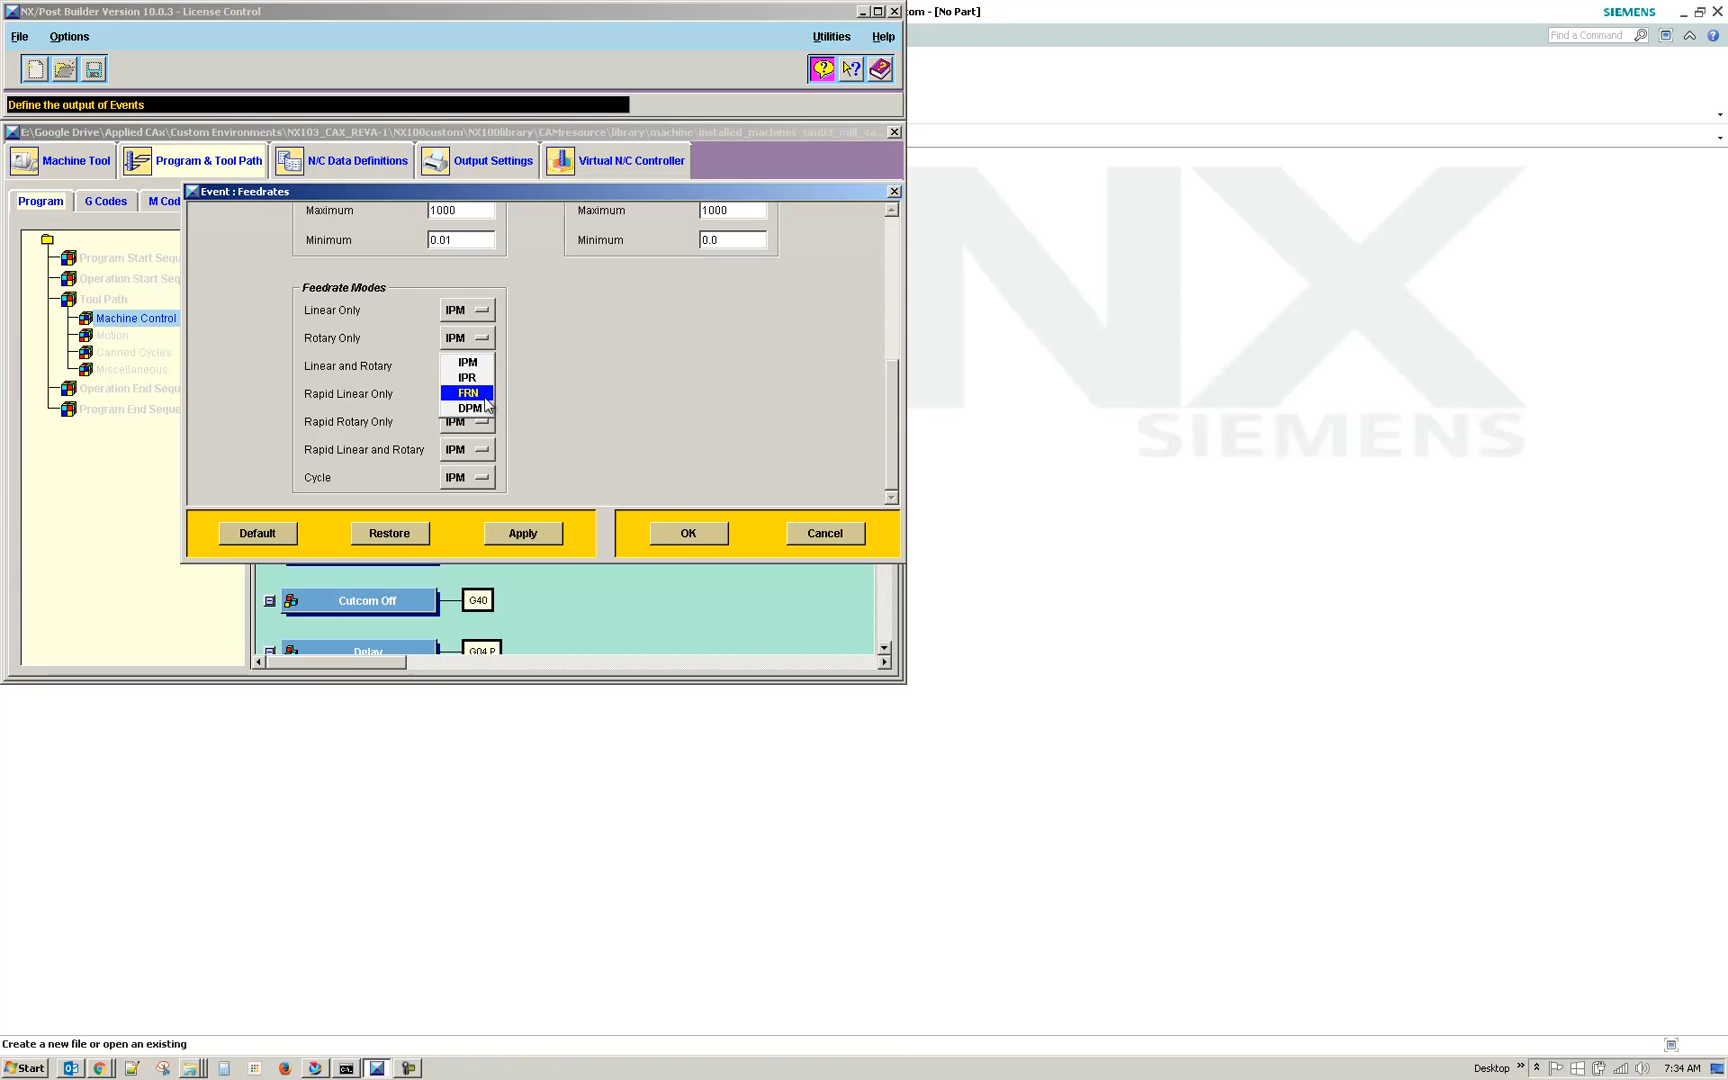 NX/Post Builder Version 10.0.3 - License Control
om - [No Part]
SIEMENS
File Options Utilities Help
Find a Command
Define the output of Events
E:\Google Drive\Applied CAx\Custom Environments\NX103_CAX_REVA-1\NX100custom\NX100library\CAMresource\library\machine\installed_machines\sim03_mill_4a...
Machine Tool Program & Tool Path N/C Data Definitions Output Settings Virtual N/C Controller
Event : Feedrates
Program G Codes M Cod
Maximum 1000 Maximum 1000
Minimum 0.01 Minimum 0.0
Program Start Sequ
Operation Start Seq
Tool Path
Machine Control
Motion
Canned Cycles
Miscellaneous
Operation End Sequ
Program End Seque
Feedrate Modes
Linear Only IPM
Rotary Only IPM
Linear and Rotary
Rapid Linear Only
Rapid Rotary Only IPM
Rapid Linear and Rotary IPM
Cycle IPM
IPM
IPR
FRN
DPM
Default Restore Apply OK Cancel
Cutcom Off G40
Delay G04 P
NX
SIEMENS
Create a new file or open an existing
Start Desktop » 7:34 AM